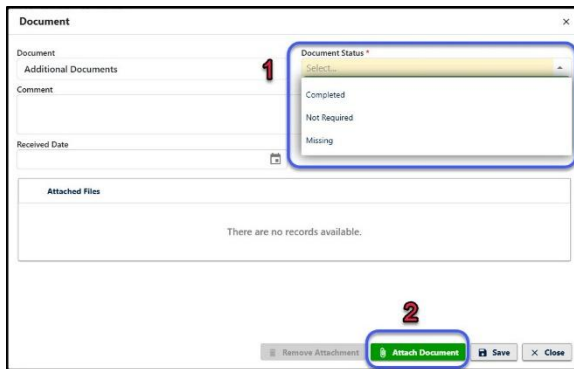 Document ×
Document
Document Status *
1
Additional Documents
Select...
Comment
Completed
Not Required
Missing
Received Date
Attached Files
There are no records available.
2
Remove Attachment Attach Document Save × Close